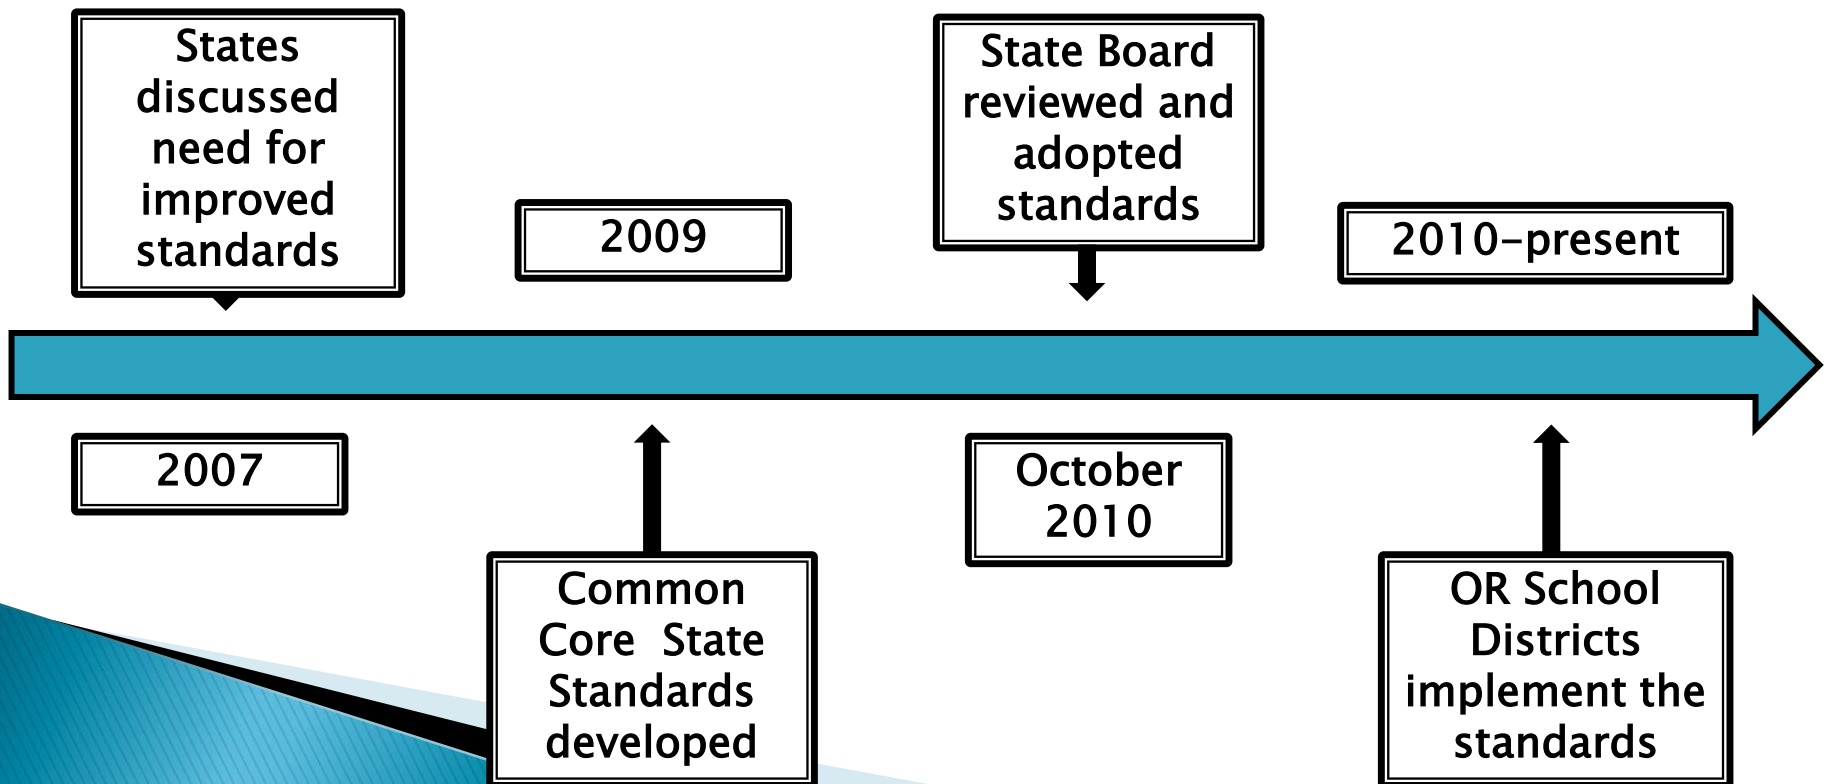 States
discussed
need for
improved
standards
2007
2009
Common
Core  State
Standards
developed
State Board
reviewed and
adopted
standards
October
2010
2010-present
OR School
Districts
implement the
standards